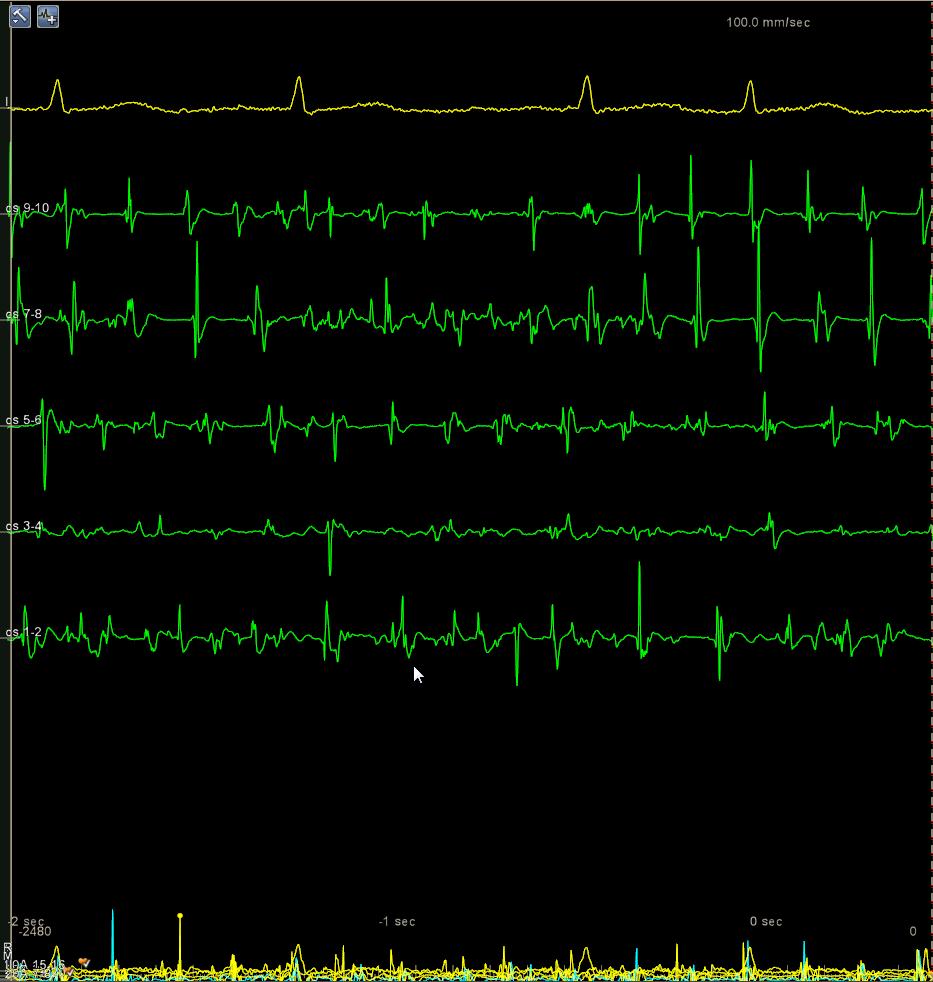 100.0 mm/sec
I
cs 9-10
cs 7-8
cs 5-6
cs 3-4
cs 1-2
-2 sec
-1 sec
0 sec
-2480
0